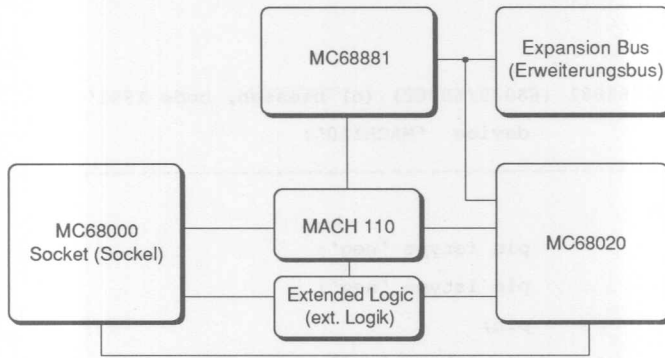 MC68881
Expansion Bus
(Erweiterungsbus)
MC68000
Socket (Sockel)
MACH 110
MC68020
Extended Logic
(ext. Logik)